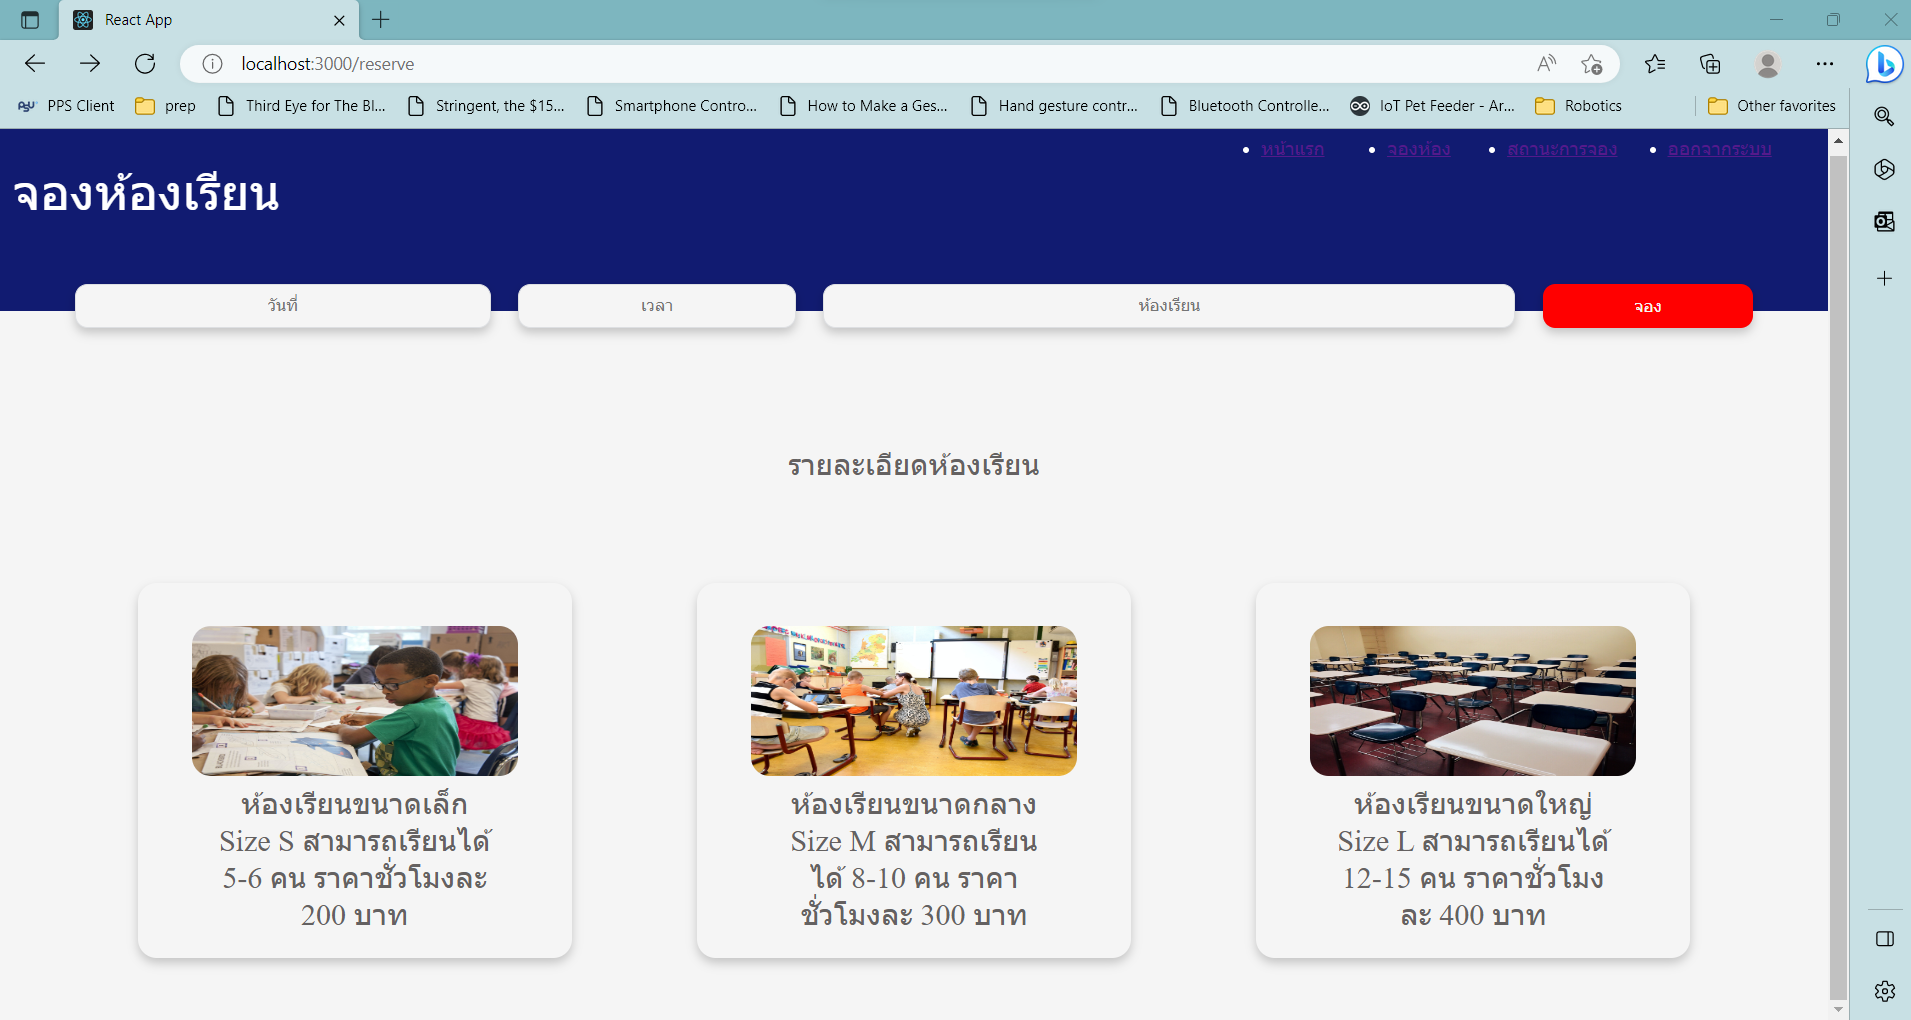 React App
localhost:3000/reserve
PPS Client
prep
Third Eye for The Bl...
Stringent, the $15...
Smartphone Contro...
How to Make a Ges...
Hand gesture contr...
Bluetooth Controlle...
IoT Pet Feeder - Ar...
Robotics
Other favorites
หน้าแรก
จองห้อง
สถานะการจอง
ออกจากระบบ
จองห้องเรียน
วันที่
เวลา
ห้องเรียน
จอง
รายละเอียดห้องเรียน
ห้องเรียนขนาดเล็ก
Size S สามารถเรียนได้
5-6 คน ราคาชั่วโมงละ
200 บาท
ห้องเรียนขนาดกลาง
Size M สามารถเรียน
ได้ 8-10 คน ราคา
ชั่วโมงละ 300 บาท
ห้องเรียนขนาดใหญ่
Size L สามารถเรียนได้
12-15 คน ราคาชั่วโมง
ละ 400 บาท